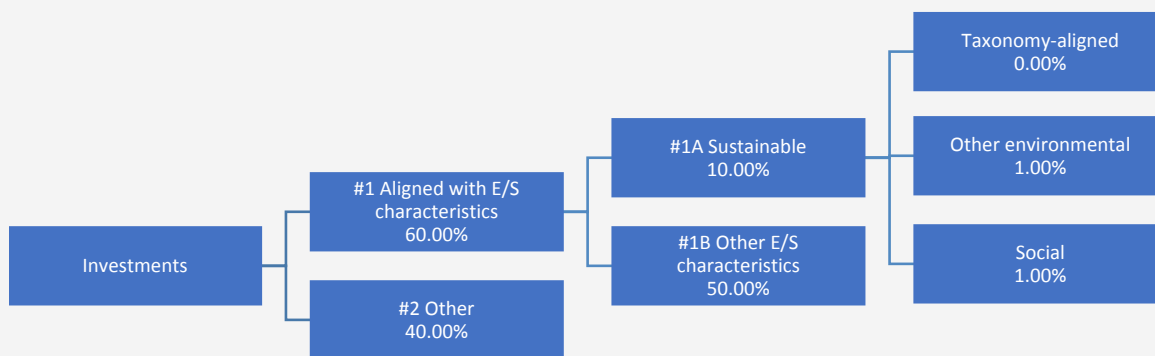 Investments
#1 Aligned with E/S
characteristics
60.00%
#2 Other
40.00%
#1A Sustainable
10.00%
#1B Other E/S
characteristics
50.00%
Taxonomy-aligned
0.00%
Other environmental
1.00%
Social
1.00%